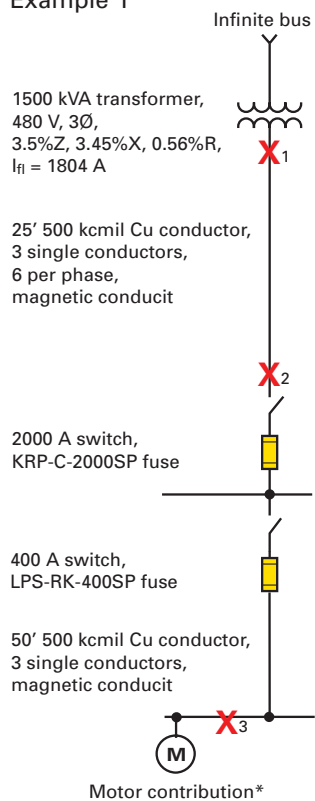 Example 1
Infinite bus
1500 kVA transformer,
480 V, 3Ø,
3.5%Z, 3.45%X, 0.56%R,
Ifl = 1804 A
X1
25' 500 kcmil Cu conductor,
3 single conductors,
6 per phase,
magnetic conducit
X2
2000 A switch,
KRP-C-2000SP fuse
400 A switch,
LPS-RK-400SP fuse
50' 500 kcmil Cu conductor,
3 single conductors,
magnetic conducit
X3
M
Motor contribution*